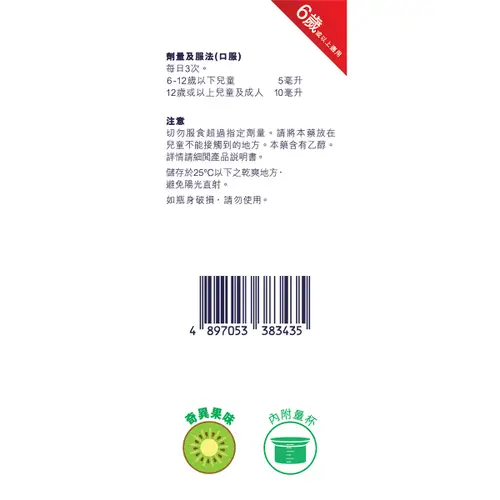 6歲或以上適用
劑量及服法(口服)
每日3次。
6-12歲以下兒童 5毫升
12歲或以上兒童及成人 10毫升
注意
切勿服食超過指定劑量。請將本藥放在
兒童不能接觸到的地方。本藥含有乙醇。
詳情請細閱產品說明書。
儲存於25°C以下之乾爽地方，
避免陽光直射。
如瓶身破損，請勿使用。
4 897053 383435
奇異果味
內附量杯